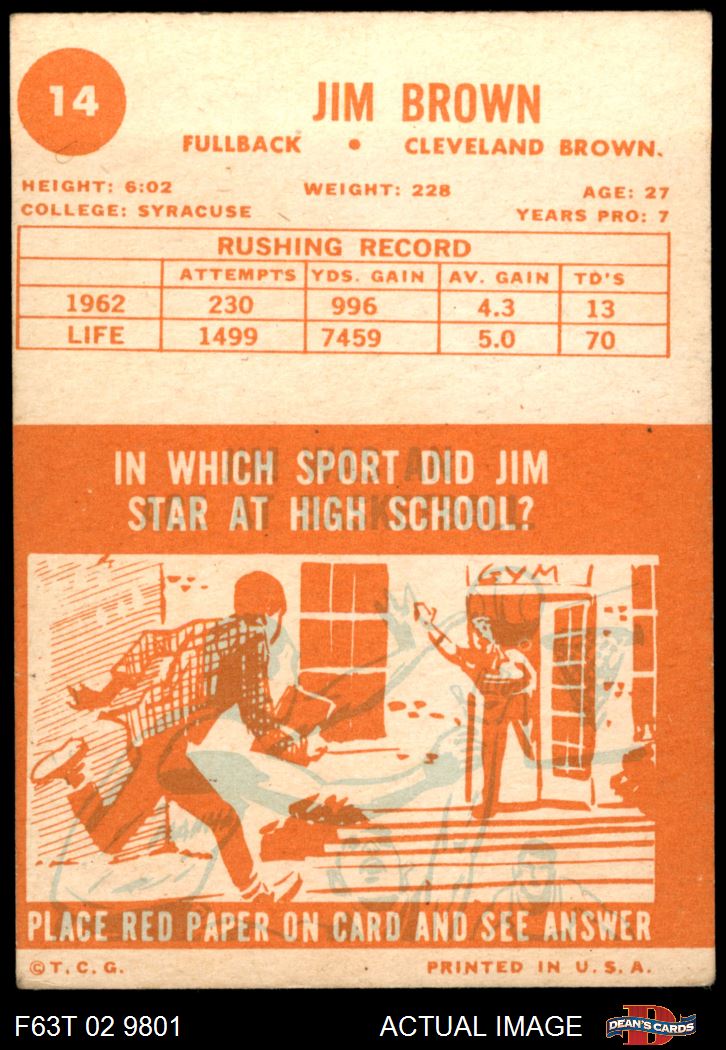 14
JIM BROWN
FULLBACK • CLEVELAND BROWN.
HEIGHT: 6:02 WEIGHT: 228 AGE: 27
COLLEGE: SYRACUSE YEARS PRO: 7
RUSHING RECORD
ATTEMPTS YDS. GAIN AV. GAIN TD'S
1962 230 996 4.3 13
LIFE 1499 7459 5.0 70
IN WHICH SPORT DID JIM
STAR AT HIGH SCHOOL?
GYM
PLACE RED PAPER ON CARD AND SEE ANSWER
©T.C.G. PRINTED IN U.S.A.
F63T 02 9801 ACTUAL IMAGE DEAN'S CARDS